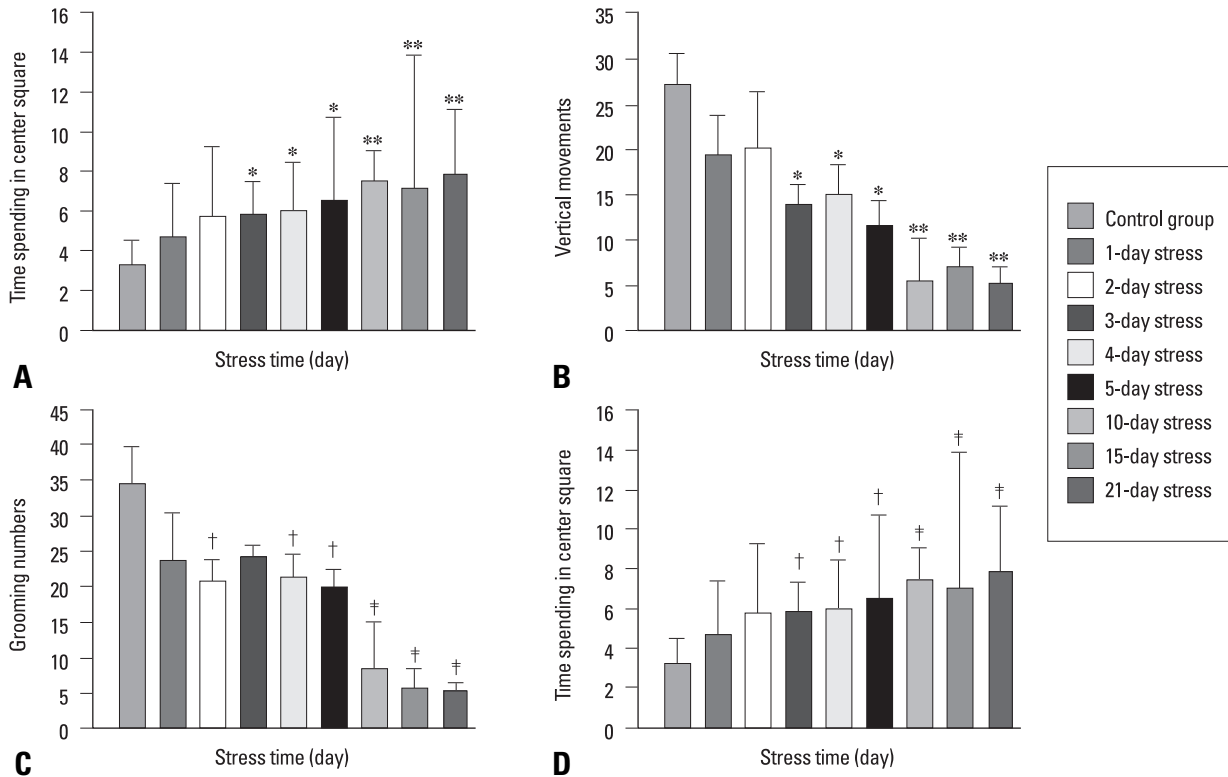 16
14
12
10
8
6
4
2
0
Time spending in center square
*
*
*
**
**
**
Stress time (day)
A
35
30
25
20
15
10
5
0
Vertical movements
*
*
*
**
**
**
Stress time (day)
B
Control group
1-day stress
2-day stress
3-day stress
4-day stress
5-day stress
10-day stress
15-day stress
21-day stress
45
40
35
30
25
20
15
10
5
0
Grooming numbers
†
†
†
‡
‡
‡
Stress time (day)
C
16
14
12
10
8
6
4
2
0
Time spending in center square
†
†
†
‡
‡
‡
Stress time (day)
D